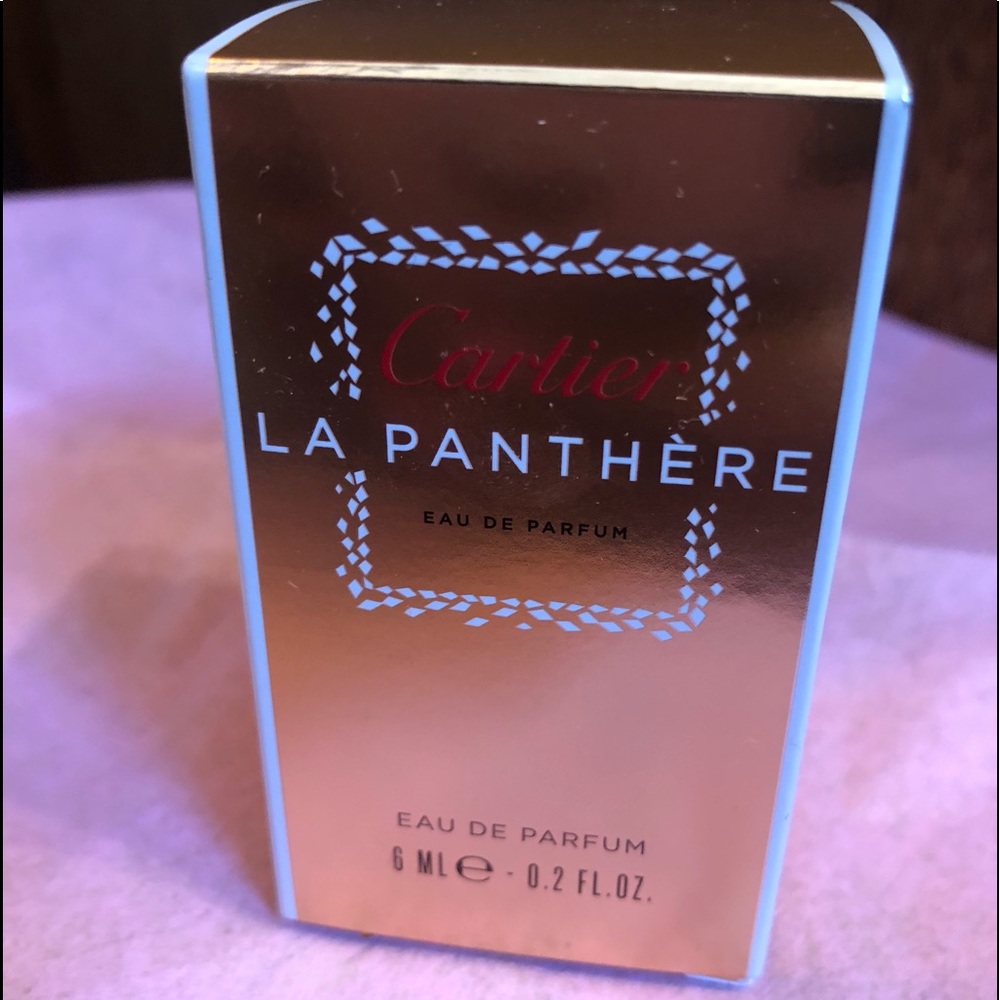 Cartier
LA PANTHÈRE
EAU DE PARFUM
EAU DE PARFUM
6 ML ℮ - 0.2 FL.OZ.